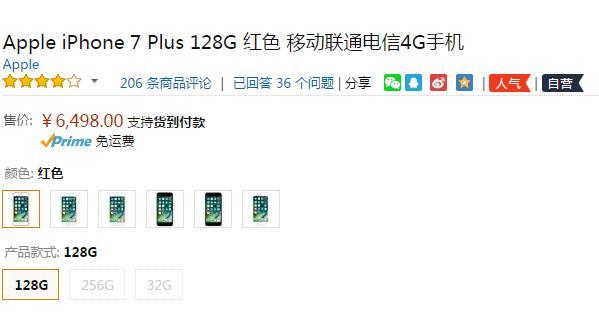 Apple iPhone 7 Plus 128G 红色 移动联通电信4G手机
Apple
206 条商品评论 | 已回答 36 个问题 | 分享 | 人气 | 自营
售价: ￥6,498.00 支持货到付款
Prime 免运费
颜色: 红色
产品款式: 128G
128G 256G 32G